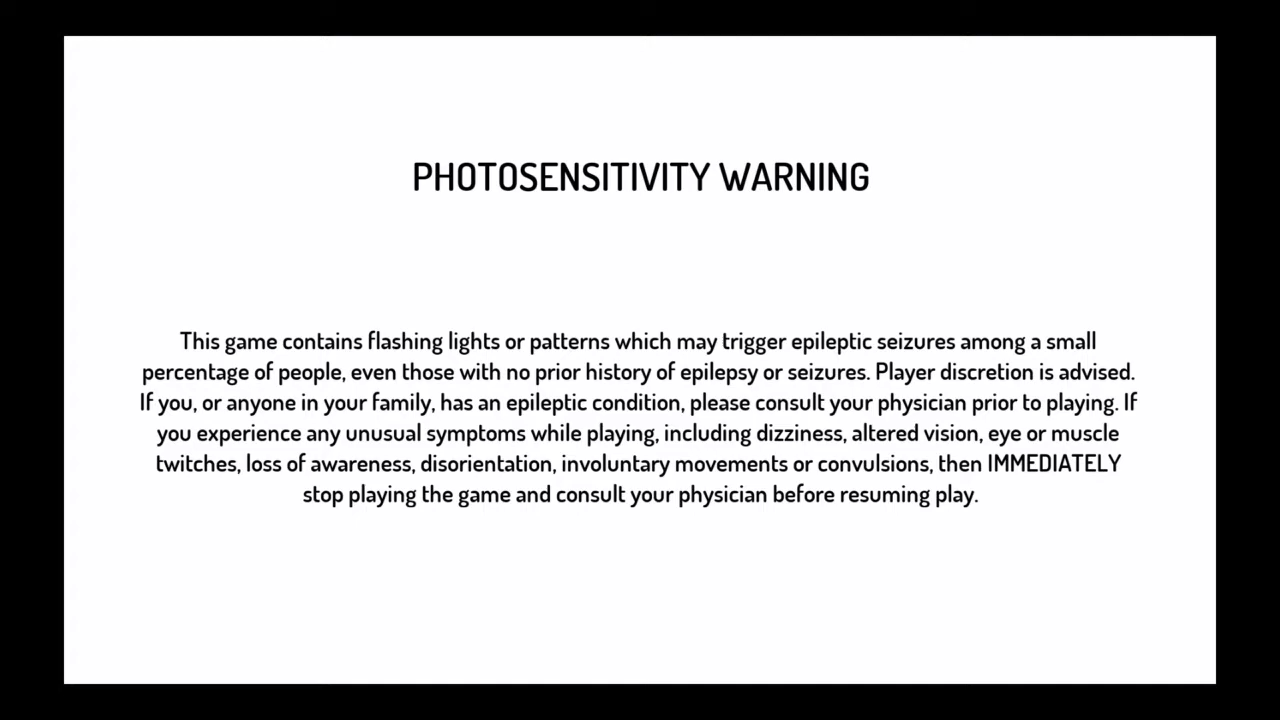 PHOTOSENSITIVITY WARNING
This game contains flashing lights or patterns which may trigger epileptic seizures among a small
percentage of people, even those with no prior history of epilepsy or seizures. Player discretion is advised.
If you, or anyone in your family, has an epileptic condition, please consult your physician prior to playing. If
you experience any unusual symptoms while playing, including dizziness, altered vision, eye or muscle
twitches, loss of awareness, disorientation, involuntary movements or convulsions, then IMMEDIATELY
stop playing the game and consult your physician before resuming play.